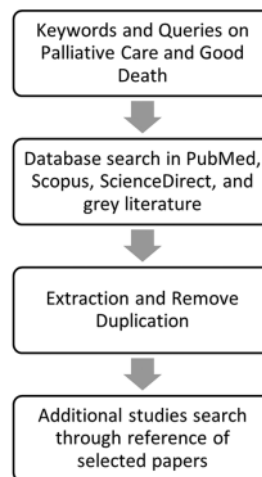 Keywords and Queries on
Palliative Care and Good
Death
Database search in PubMed,
Scopus, ScienceDirect, and
grey literature
Extraction and Remove
Duplication
Additional studies search
through reference of
selected papers